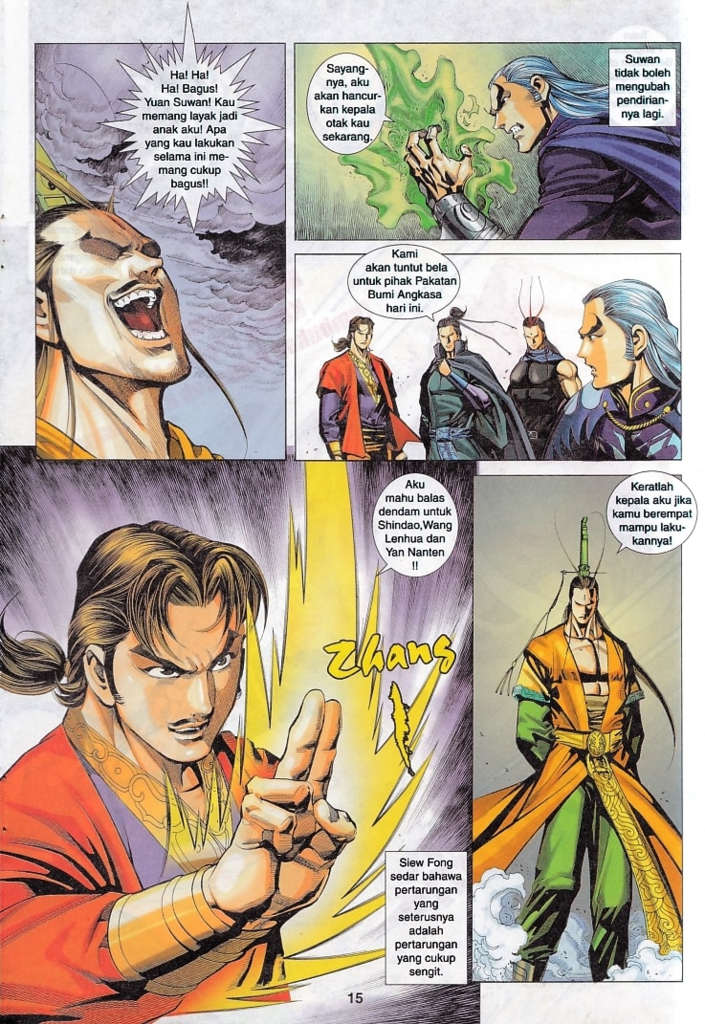 Ha! Ha!
Ha! Bagus!
Yuan Suwan! Kau
memang layak jadi
anak aku! Apa
yang kau lakukan
selama ini me-
mang cukup
bagus!!
Sayang-
nya, aku
akan hancur-
kan kepala
otak kau
sekarang.
Suwan
tidak boleh
mengubah
pendirian-
nya lagi.
Kami
akan tuntut bela
untuk pihak Pakatan
Bumi Angkasa
hari ini.
Aku
mahu balas
dendam untuk
Shindao,Wang
Lenhua dan
Yan Nanten
!!
Zhang
1
Keratlah
kepala aku jika
kamu berempat
mampu laku-
kannya!
Siew Fong
sedar bahawa
pertarungan
yang
seterusnya
adalah
pertarungan
yang cukup
sengit.
15